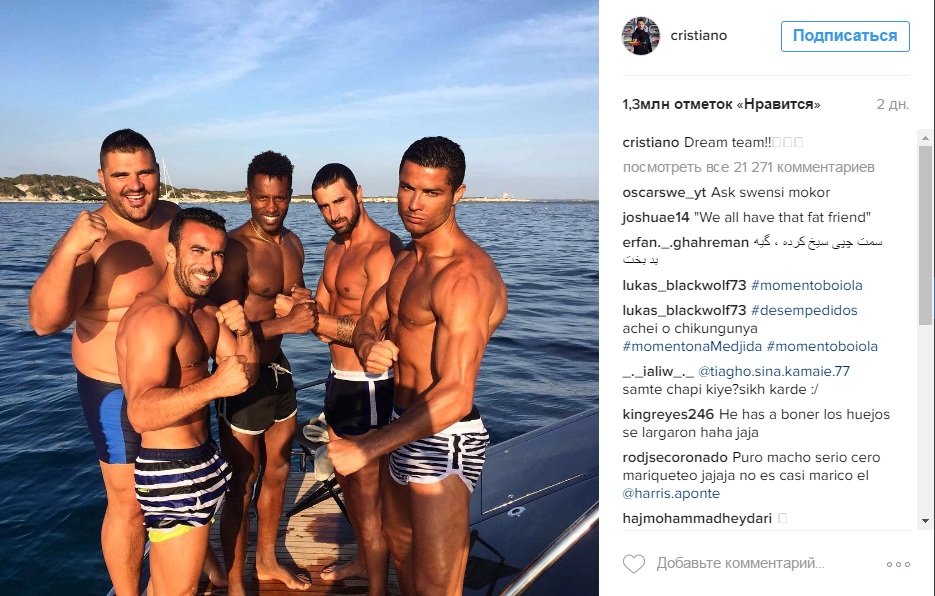 cristiano
Подписаться
1,3млн отметок «Нравится»
2 дн.
cristiano Dream team!!
посмотреть все 21 271 комментариев
oscarswe_yt Ask swensi mokor
joshuae14 "We all have that fat friend"
erfan._.ghahreman سمت چپی سیخ کرده ، گیه
بد بخت
lukas_blackwolf73 #momentoboiola
lukas_blackwolf73 #desempedidos
achei o chikungunya
#momentonaMedjida #momentoboiola
_._ialiw_._ @tiagho.sina.kamaie.77
samte chapi kiye?sikh karde :/
kingreyes246 He has a boner los huejos
se largaron haha jaja
rodjsecoronado Puro macho serio cero
mariqueteo jajaja no es casi marico el
@harris.aponte
hajmohammadheydari
Добавьте комментарий...